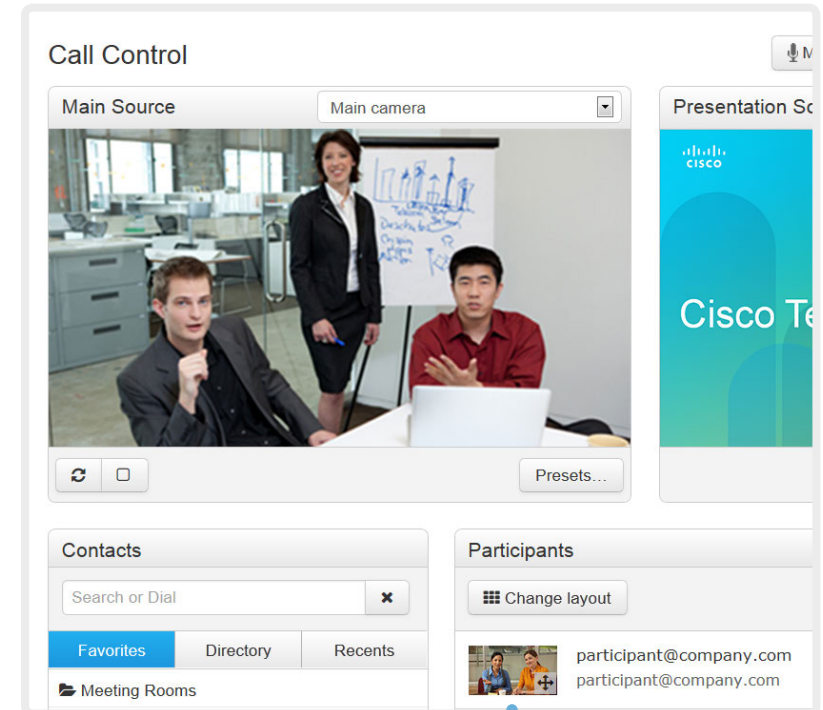 Call Control
M
Main Source
Main camera
Presentation So
CISCO
Cisco Te
Presets...
Contacts
Search or Dial
Favorites
Directory
Recents
Meeting Rooms
Participants
Change layout
participant@company.com
participant@company.com